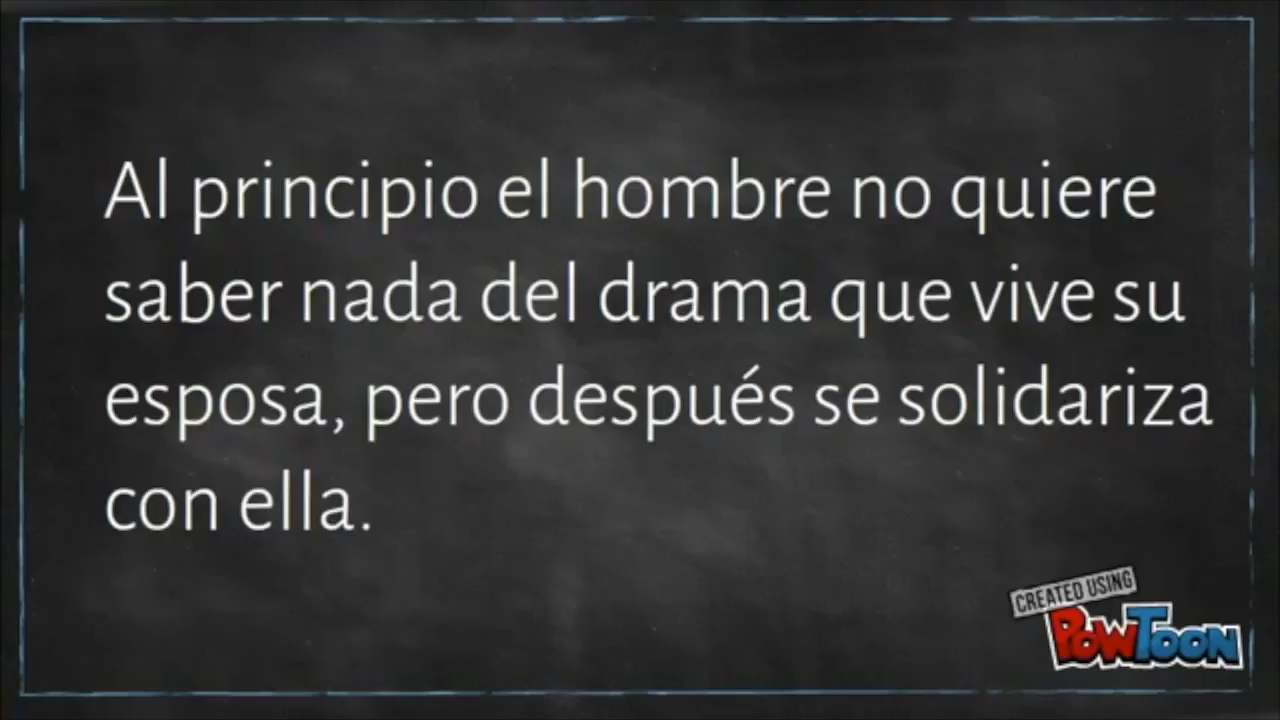 Al principio el hombre no quiere
saber nada del drama que vive su
esposa, pero después se solidariza
con ella.
CREATED USING
POWTOON